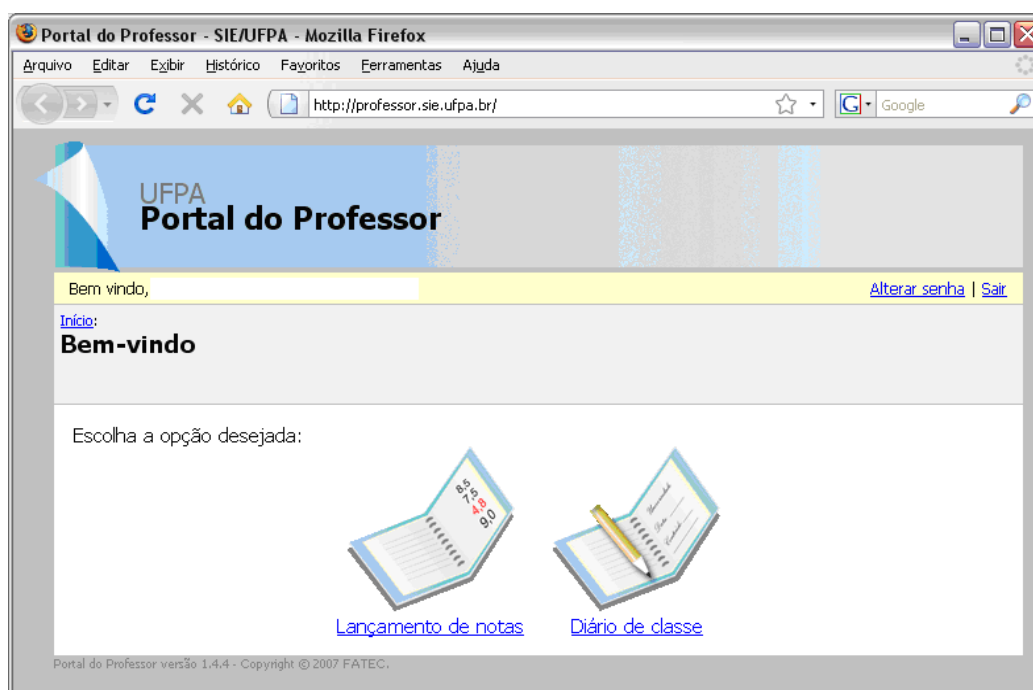 Portal do Professor - SIE/UFPA - Mozilla Firefox
Arquivo Editar Exibir Histórico Favoritos Ferramentas Ajuda
http://professor.sie.ufpa.br/ G Google
UFPA
Portal do Professor
Bem vindo, Alterar senha | Sair
Início:
Bem-vindo
Escolha a opção desejada:
8,5
7,5
4,8
9,0
Lançamento de notas Diário de classe
Portal do Professor versão 1.4.4 - Copyright © 2007 FATEC.